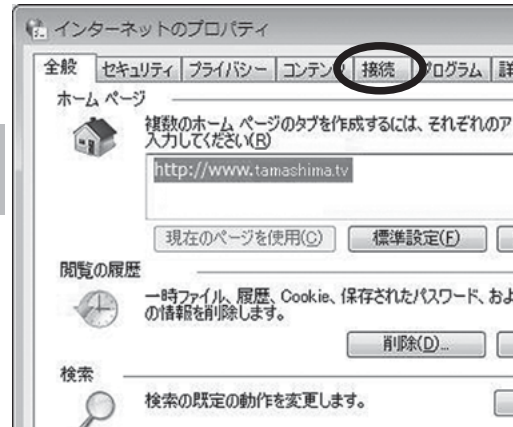 インターネットのプロパティ
全般 セキュリティ プライバシー コンテンツ 接続 プログラム 詳
ホーム ページ
複数のホーム ページのタブを作成するには、それぞれのア
入力してください(R)
http://www.tamashima.tv
現在のページを使用(C) 標準設定(F)
閲覧の履歴
一時ファイル、履歴、Cookie、保存されたパスワード、およ
の情報を削除します。
削除(D)...
検索
検索の既定の動作を変更します。